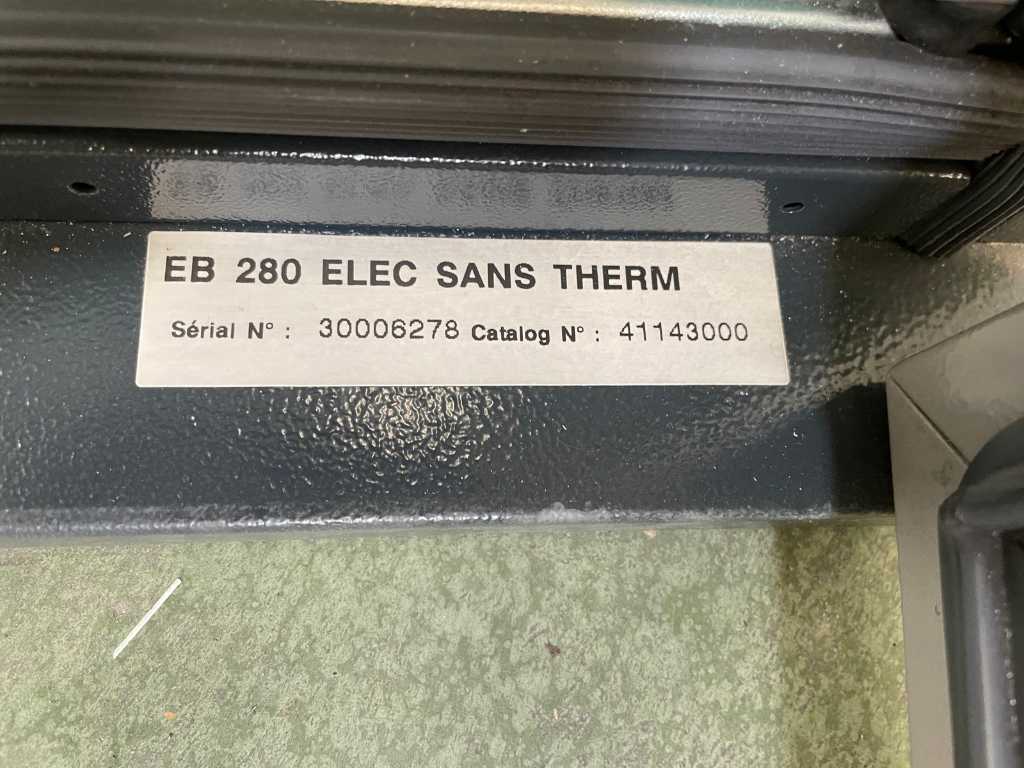 EB 280 ELEC SANS THERM
Sérial N° : 30006278 Catalog N° : 41143000